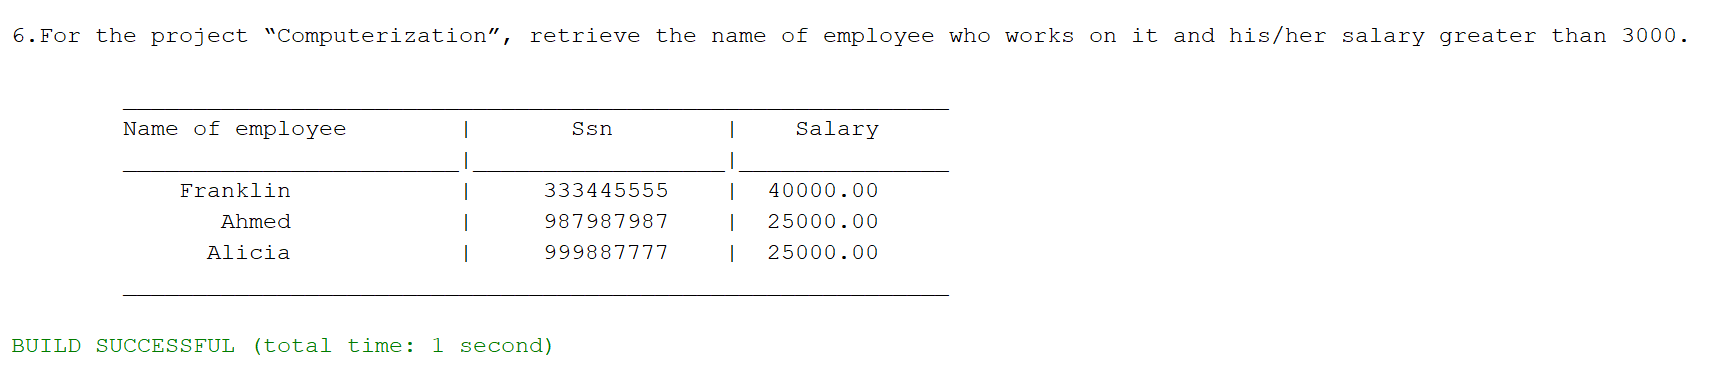 6.For the project “Computerization”, retrieve the name of employee who works on it and his/her salary greater than 3000.
Name of employee | Ssn | Salary
Franklin | 333445555 | 40000.00
Ahmed | 987987987 | 25000.00
Alicia | 999887777 | 25000.00
BUILD SUCCESSFUL (total time: 1 second)